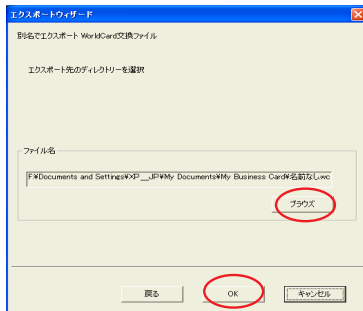 エクスポートウィザード
別名でエクスポート WorldCard交換ファイル
エクスポート先のディレクトリーを選択
ファイル名
F:¥Documents and Settings¥XP__JP¥My Documents¥My Business Card¥名前なし.wc
ブラウズ
戻る
OK
キャンセル